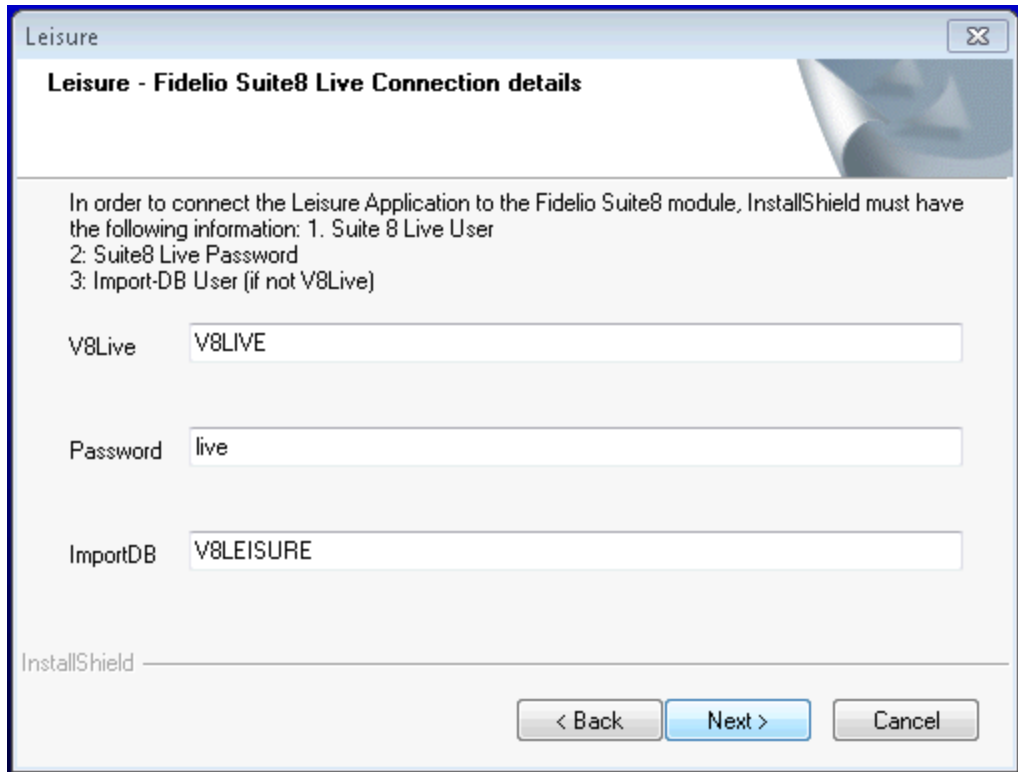 Leisure
Leisure - Fidelio Suite8 Live Connection details
In order to connect the Leisure Application to the Fidelio Suite8 module, InstallShield must have
the following information: 1. Suite 8 Live User
2: Suite8 Live Password
3: Import-DB User (if not V8Live)
V8Live V8LIVE
Password live
ImportDB V8LEISURE
InstallShield
< Back Next > Cancel